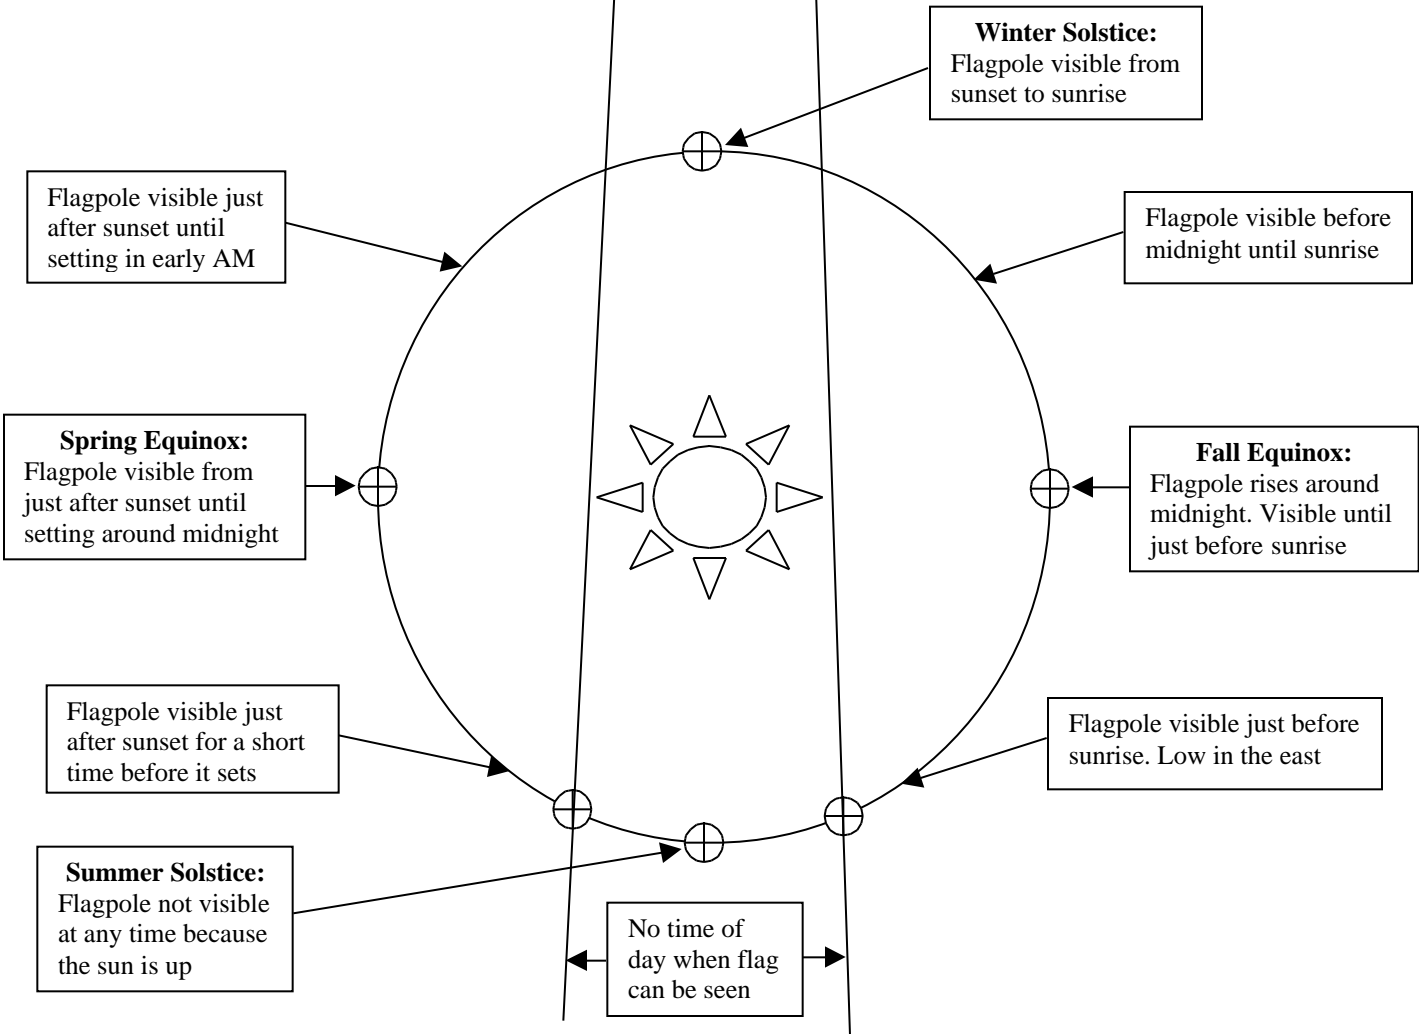 Winter Solstice:
Flagpole visible from
sunset to sunrise
Flagpole visible just
after sunset until
setting in early AM
Flagpole visible before
midnight until sunrise
Spring Equinox:
Flagpole visible from
just after sunset until
setting around midnight
Fall Equinox:
Flagpole rises around
midnight. Visible until
just before sunrise
Flagpole visible just
after sunset for a short
time before it sets
Flagpole visible just before
sunrise. Low in the east
Summer Solstice:
Flagpole not visible
at any time because
the sun is up
No time of
day when flag
can be seen